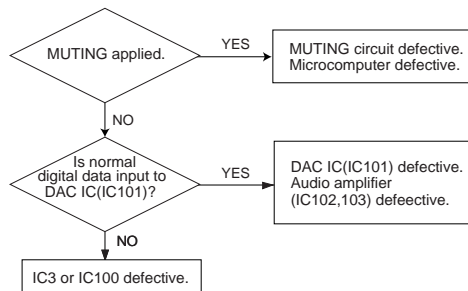 MUTING applied.
YES
MUTING circuit defective.
Microcomputer defective.
NO
Is normal
digital data input to
DAC IC(IC101)?
YES
DAC IC(IC101) defective.
Audio amplifier
(IC102,103) defeective.
NO
IC3 or IC100 defective.